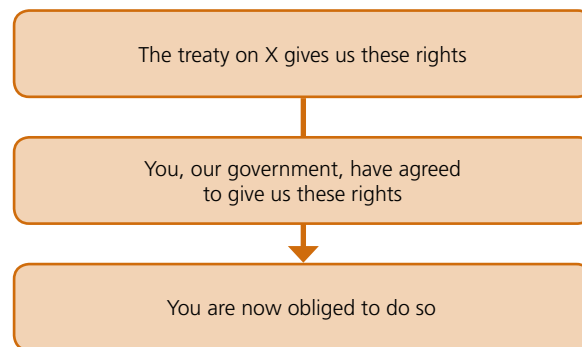 The treaty on X gives us these rights
You, our government, have agreed
to give us these rights
You are now obliged to do so